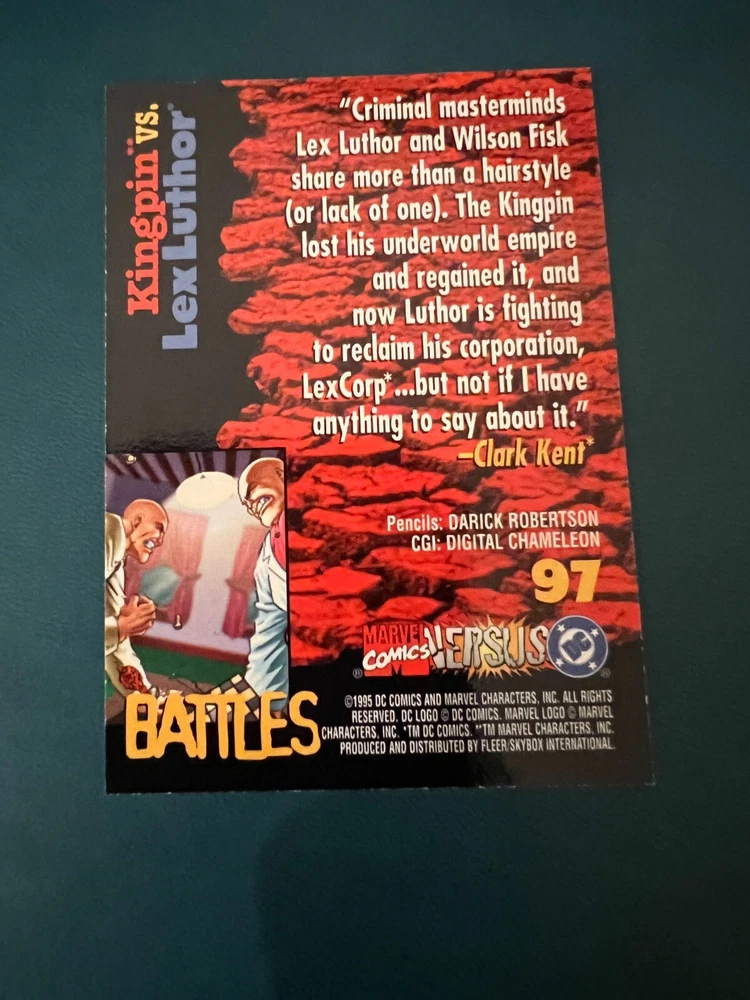 Kingpin** vs.
Lex Luthor*
"Criminal masterminds
Lex Luthor and Wilson Fisk
share more than a hairstyle
(or lack of one). The Kingpin
lost his underworld empire
and regained it, and
now Luthor is fighting
to reclaim his corporation,
LexCorp*...but not if I have
anything to say about it."
–Clark Kent*
Pencils: DARICK ROBERTSON
CGI: DIGITAL CHAMELEON
97
MARVEL COMICS VERSUS DC
BATTLES
©1995 DC COMICS AND MARVEL CHARACTERS, INC. ALL RIGHTS
RESERVED. DC LOGO © DC COMICS. MARVEL LOGO © MARVEL
CHARACTERS, INC. *TM DC COMICS. **TM MARVEL CHARACTERS, INC.
PRODUCED AND DISTRIBUTED BY FLEER/SKYBOX INTERNATIONAL.